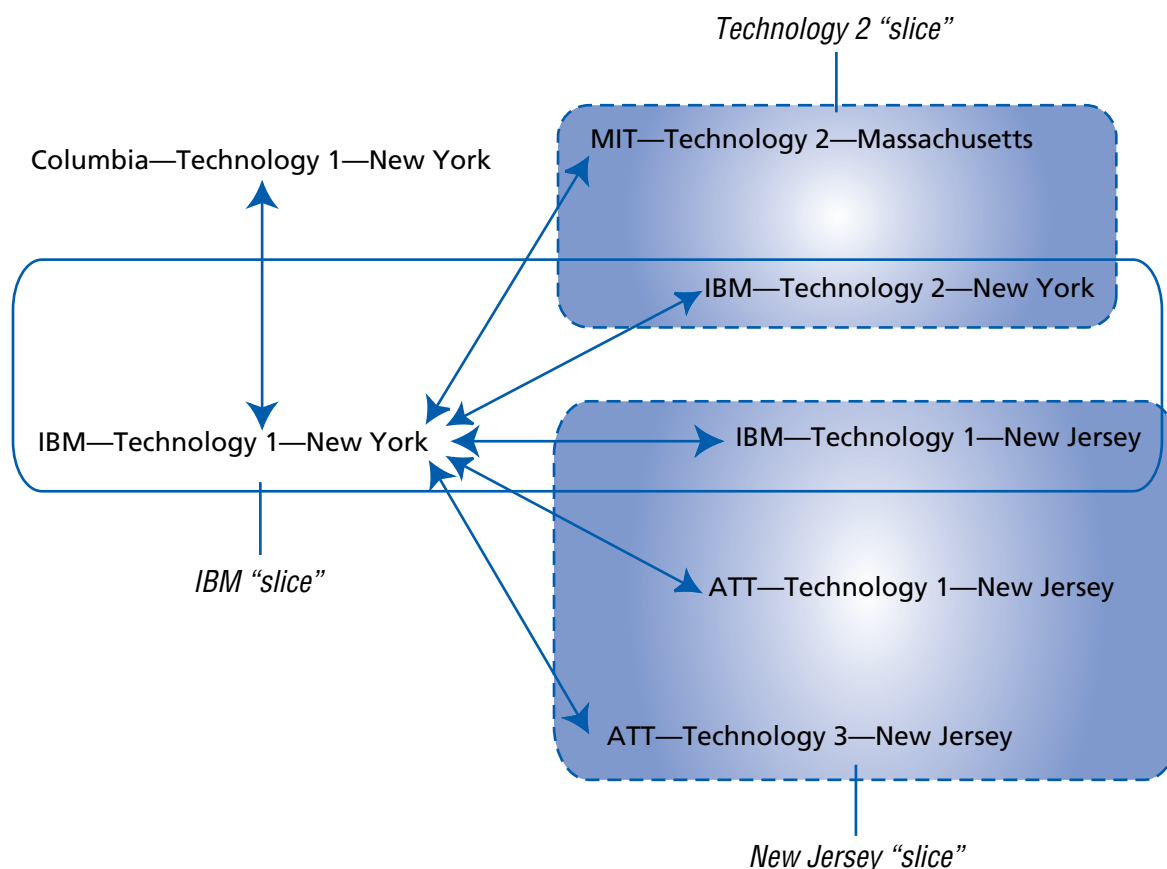 Technology 2 “slice”
MIT—Technology 2—Massachusetts
Columbia—Technology 1—New York
IBM—Technology 2—New York
IBM—Technology 1—New York
IBM—Technology 1—New Jersey
IBM “slice”
ATT—Technology 1—New Jersey
ATT—Technology 3—New Jersey
New Jersey “slice”